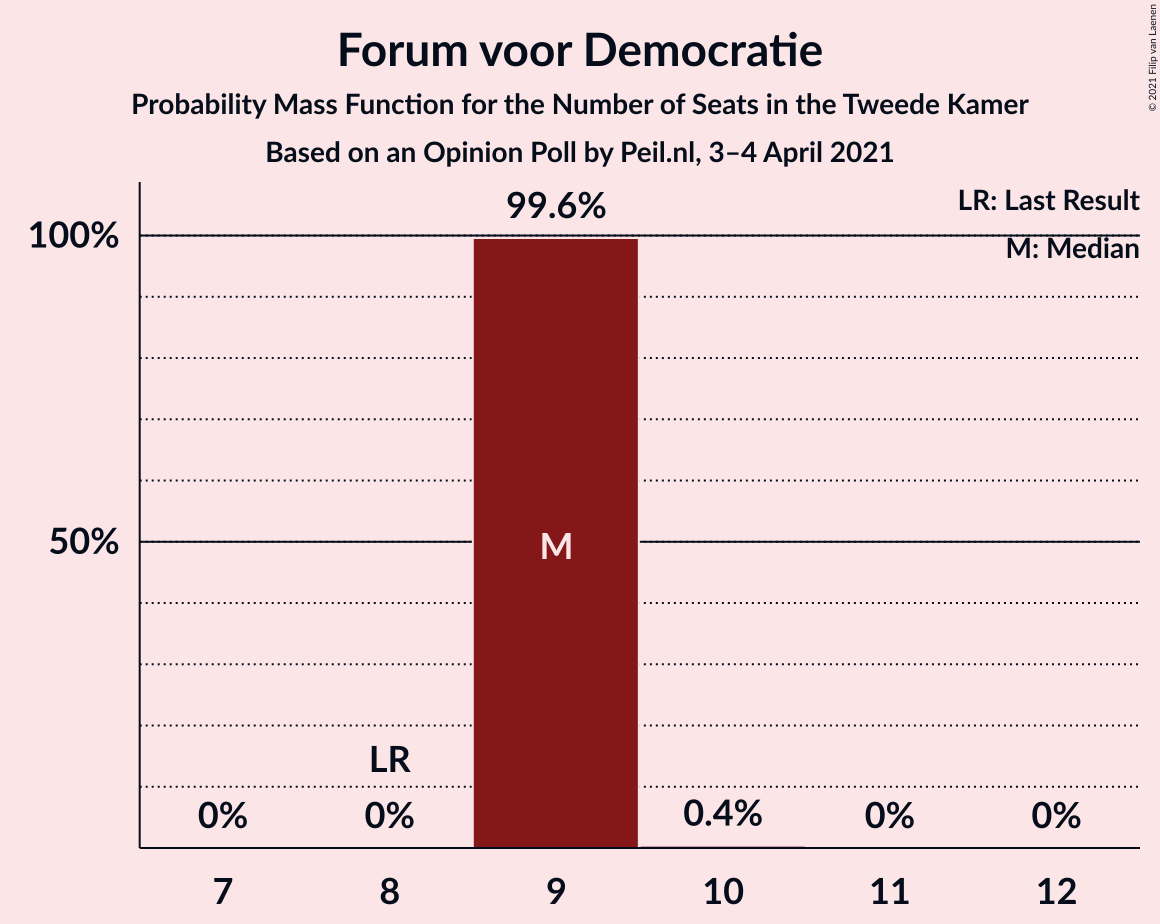 Forum voor Democratie
Probability Mass Function for the Number of Seats in the Tweede Kamer
Based on an Opinion Poll by Peil.nl, 3–4 April 2021
© 2021 Filip van Laenen
LR: Last Result
M: Median
99.6%
100%
50%
M
LR
0%
0%
0.4%
0%
0%
7
8
9
10
11
12